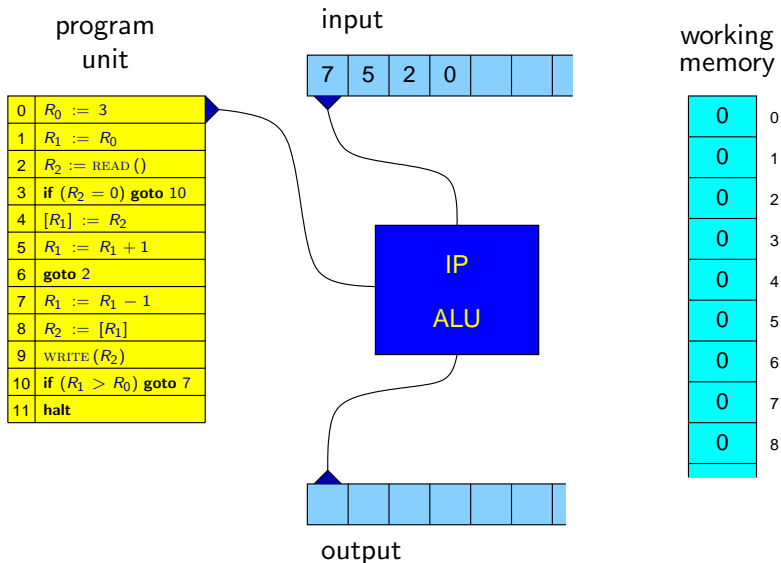 program
unit
0 R0 := 3
1 R1 := R0
2 R2 := READ()
3 if (R2 = 0) goto 10
4 [R1] := R2
5 R1 := R1 + 1
6 goto 2
7 R1 := R1 − 1
8 R2 := [R1]
9 WRITE(R2)
10 if (R1 > R0) goto 7
11 halt
input
7 5 2 0
IP
ALU
output
working
memory
0 0
0 1
0 2
0 3
0 4
0 5
0 6
0 7
0 8